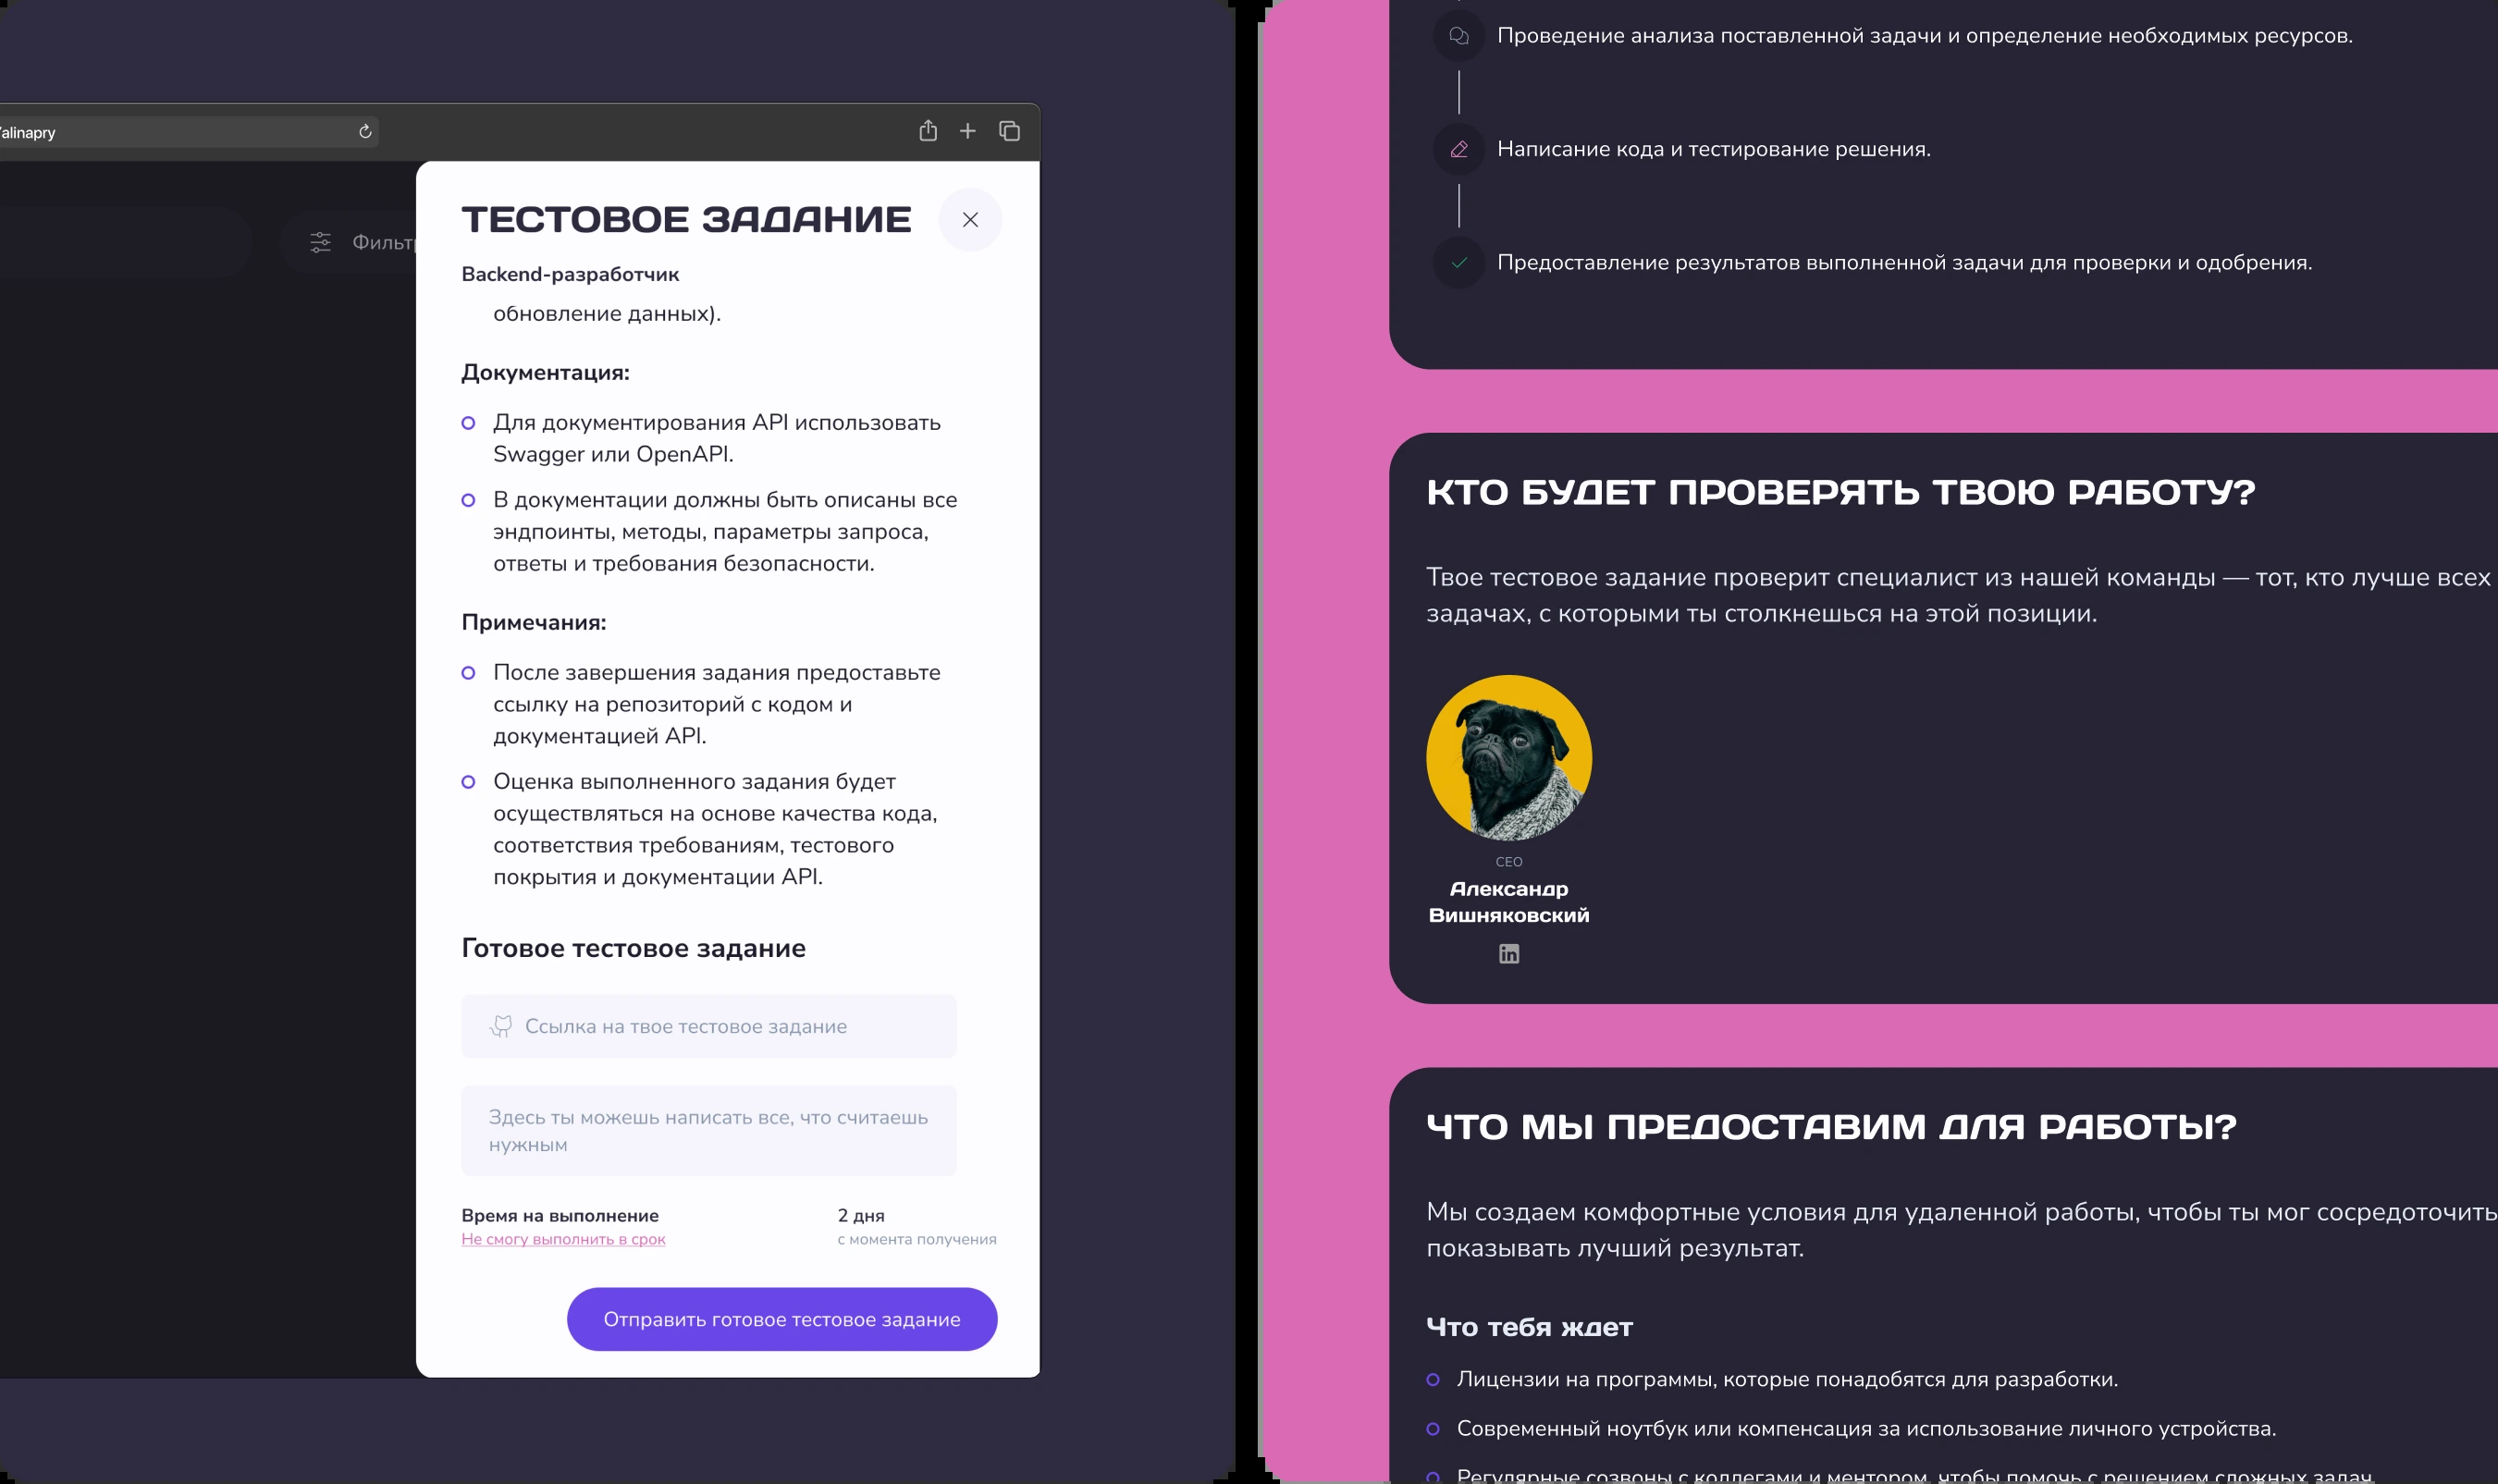 /alinapry
Фильт
ТЕСТОВОЕ ЗАДАНИЕ
Backend-разработчик
обновление данных).
Документация:
Для документирования API использовать
Swagger или OpenAPI.
В документации должны быть описаны все
эндпоинты, методы, параметры запроса,
ответы и требования безопасности.
Примечания:
После завершения задания предоставьте
ссылку на репозиторий с кодом и
документацией API.
Оценка выполненного задания будет
осуществляться на основе качества кода,
соответствия требованиям, тестового
покрытия и документации API.
Готовое тестовое задание
Ссылка на твое тестовое задание
Здесь ты можешь написать все, что считаешь
нужным
Время на выполнение
Не смогу выполнить в срок
2 дня
с момента получения
Отправить готовое тестовое задание
Проведение анализа поставленной задачи и определение необходимых ресурсов.
Написание кода и тестирование решения.
Предоставление результатов выполненной задачи для проверки и одобрения.
КТО БУДЕТ ПРОВЕРЯТЬ ТВОЮ РАБОТУ?
Твое тестовое задание проверит специалист из нашей команды — тот, кто лучше всех
задачах, с которыми ты столкнешься на этой позиции.
CEO
Александр
Вишняковский
in
ЧТО МЫ ПРЕДОСТАВИМ ДЛЯ РАБОТЫ?
Мы создаем комфортные условия для удаленной работы, чтобы ты мог сосредоточить
показывать лучший результат.
Что тебя ждет
Лицензии на программы, которые понадобятся для разработки.
Современный ноутбук или компенсация за использование личного устройства.
Регулярные созвоны с коллегами и ментором, чтобы помочь с решением сложных задач.